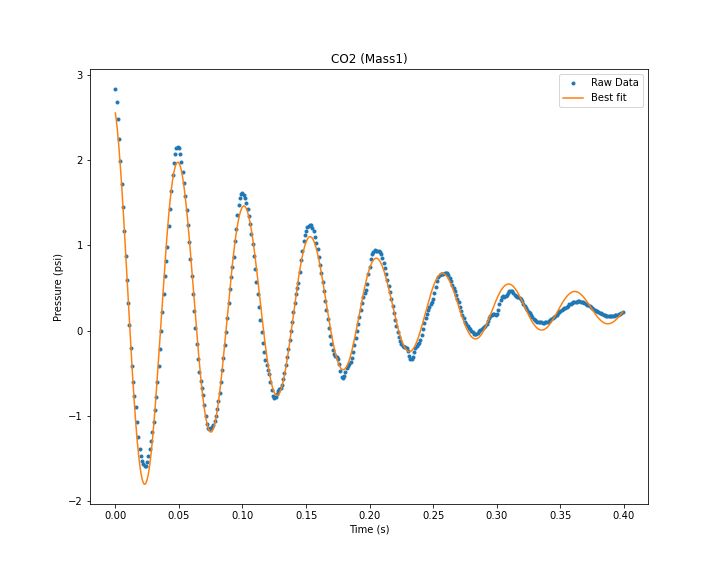 CO2 (Mass1)
Raw Data
Best fit
3
2
1
0
−1
−2
Pressure (psi)
0.00 0.05 0.10 0.15 0.20 0.25 0.30 0.35 0.40
Time (s)